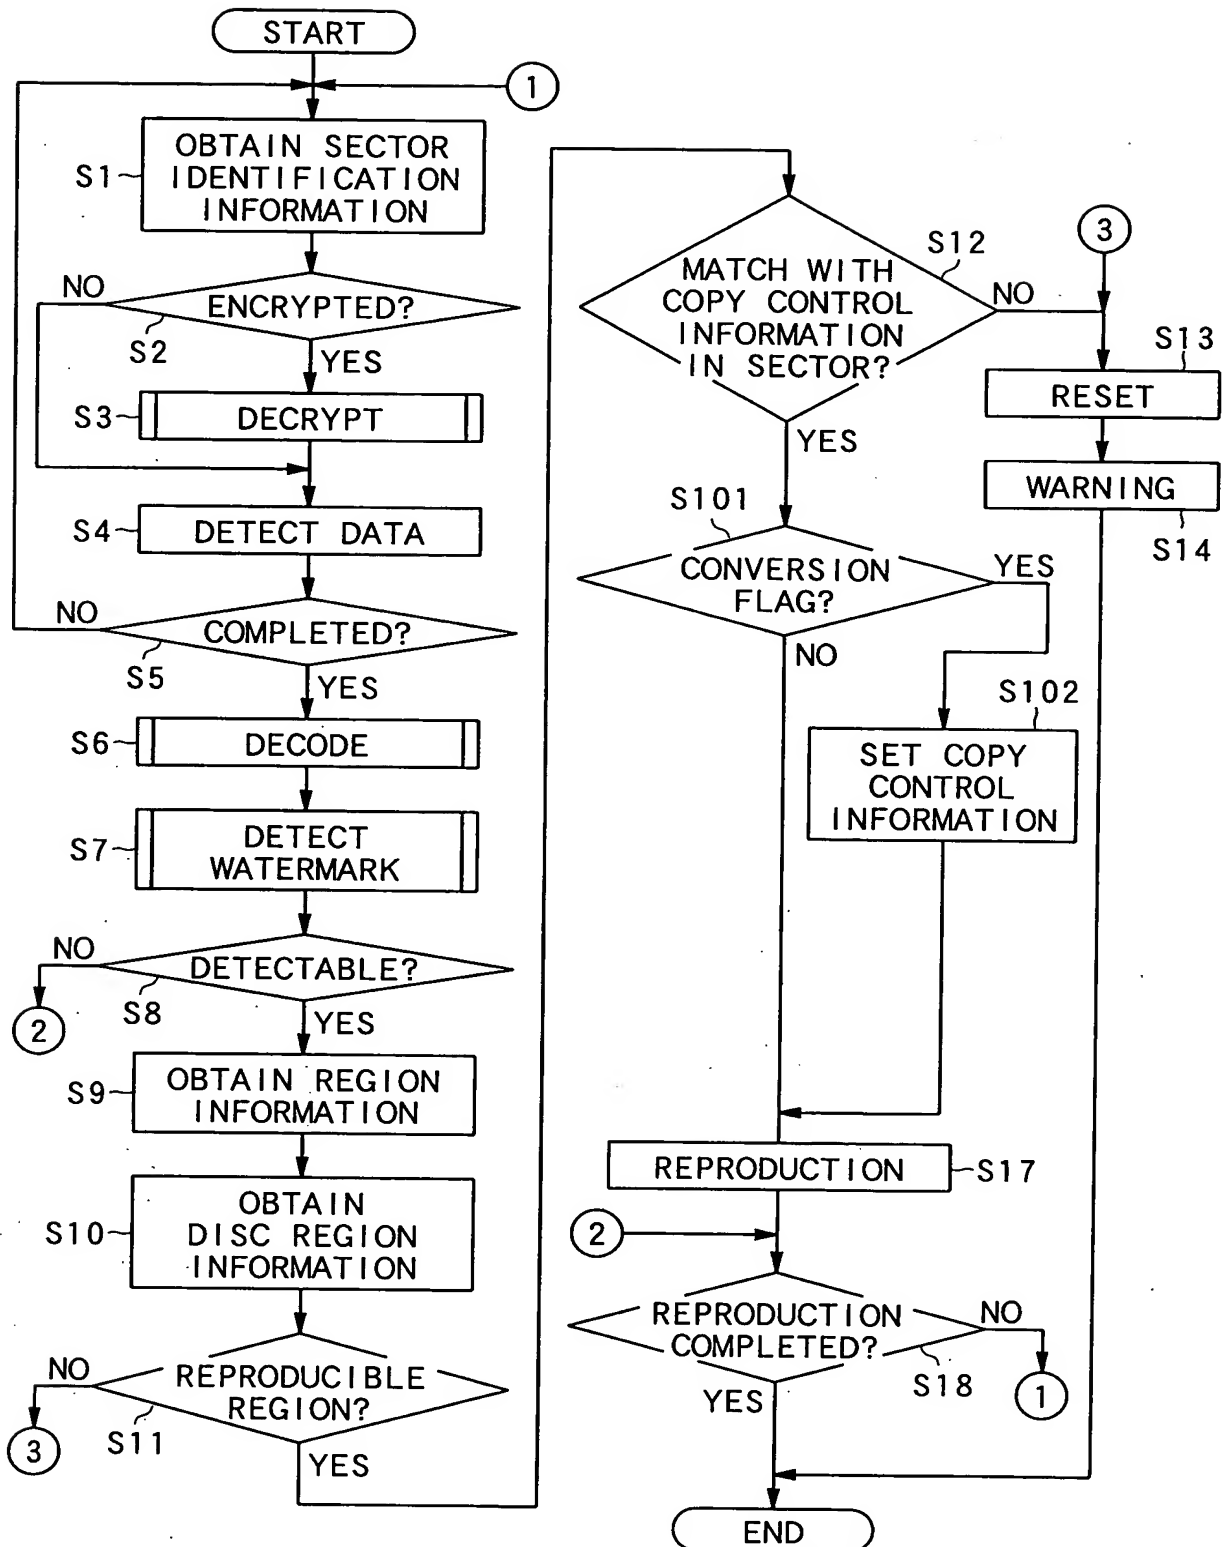 START
1
S1
OBTAIN SECTOR
IDENTIFICATION
INFORMATION
NO
ENCRYPTED?
S2
YES
S3
DECRYPT
S4
DETECT DATA
NO
COMPLETED?
S5
YES
S6
DECODE
S7
DETECT
WATERMARK
NO
DETECTABLE?
S8
2
YES
S9
OBTAIN REGION
INFORMATION
S10
OBTAIN
DISC REGION
INFORMATION
NO
REPRODUCIBLE
REGION?
S11
3
YES
S12
MATCH WITH
COPY CONTROL
INFORMATION
IN SECTOR?
NO
3
YES
S13
RESET
WARNING
S14
S101
CONVERSION
FLAG?
YES
NO
S102
SET COPY
CONTROL
INFORMATION
REPRODUCTION
S17
2
REPRODUCTION
COMPLETED?
NO
S18
1
YES
END